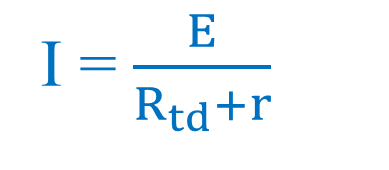 I = E / (R_td + r)